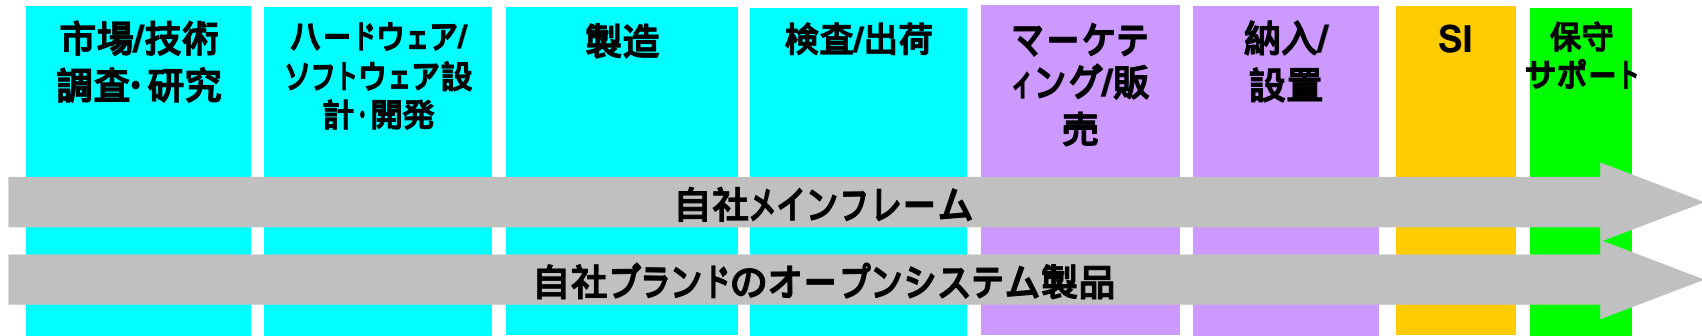 市場/技術
調査・研究
ハードウェア/
ソフトウェア設
計・開発
製造
検査/出荷
マーケテ
ィング/販
売
納入/
設置
SI
保守
サポート
自社メインフレーム
自社ブランドのオープンシステム製品